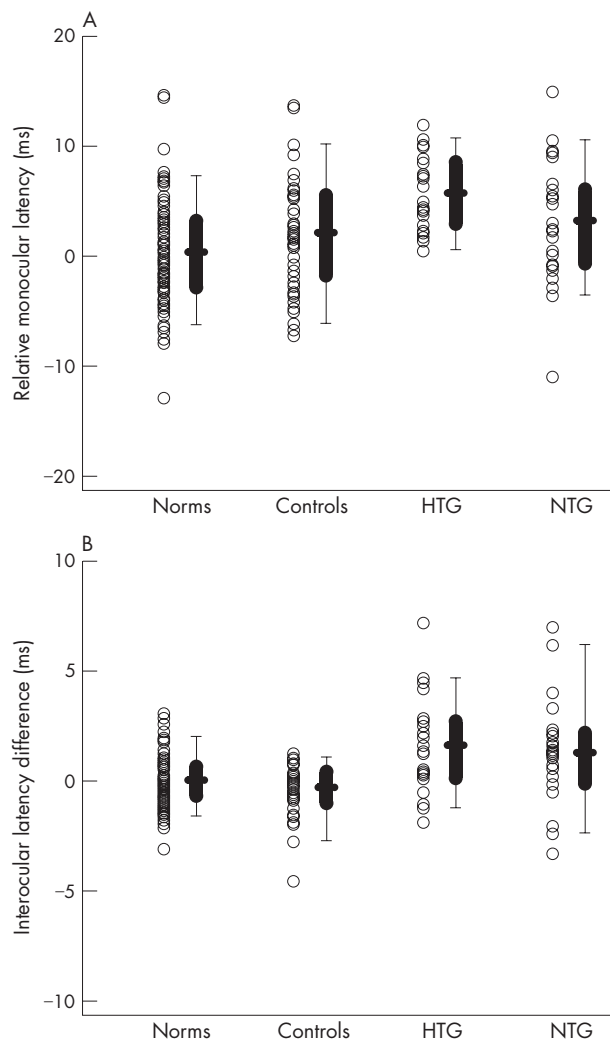 A
20
10
0
–10
–20
Relative monocular latency (ms)
Norms Controls HTG NTG
B
10
5
0
–5
–10
Interocular latency difference (ms)
Norms Controls HTG NTG